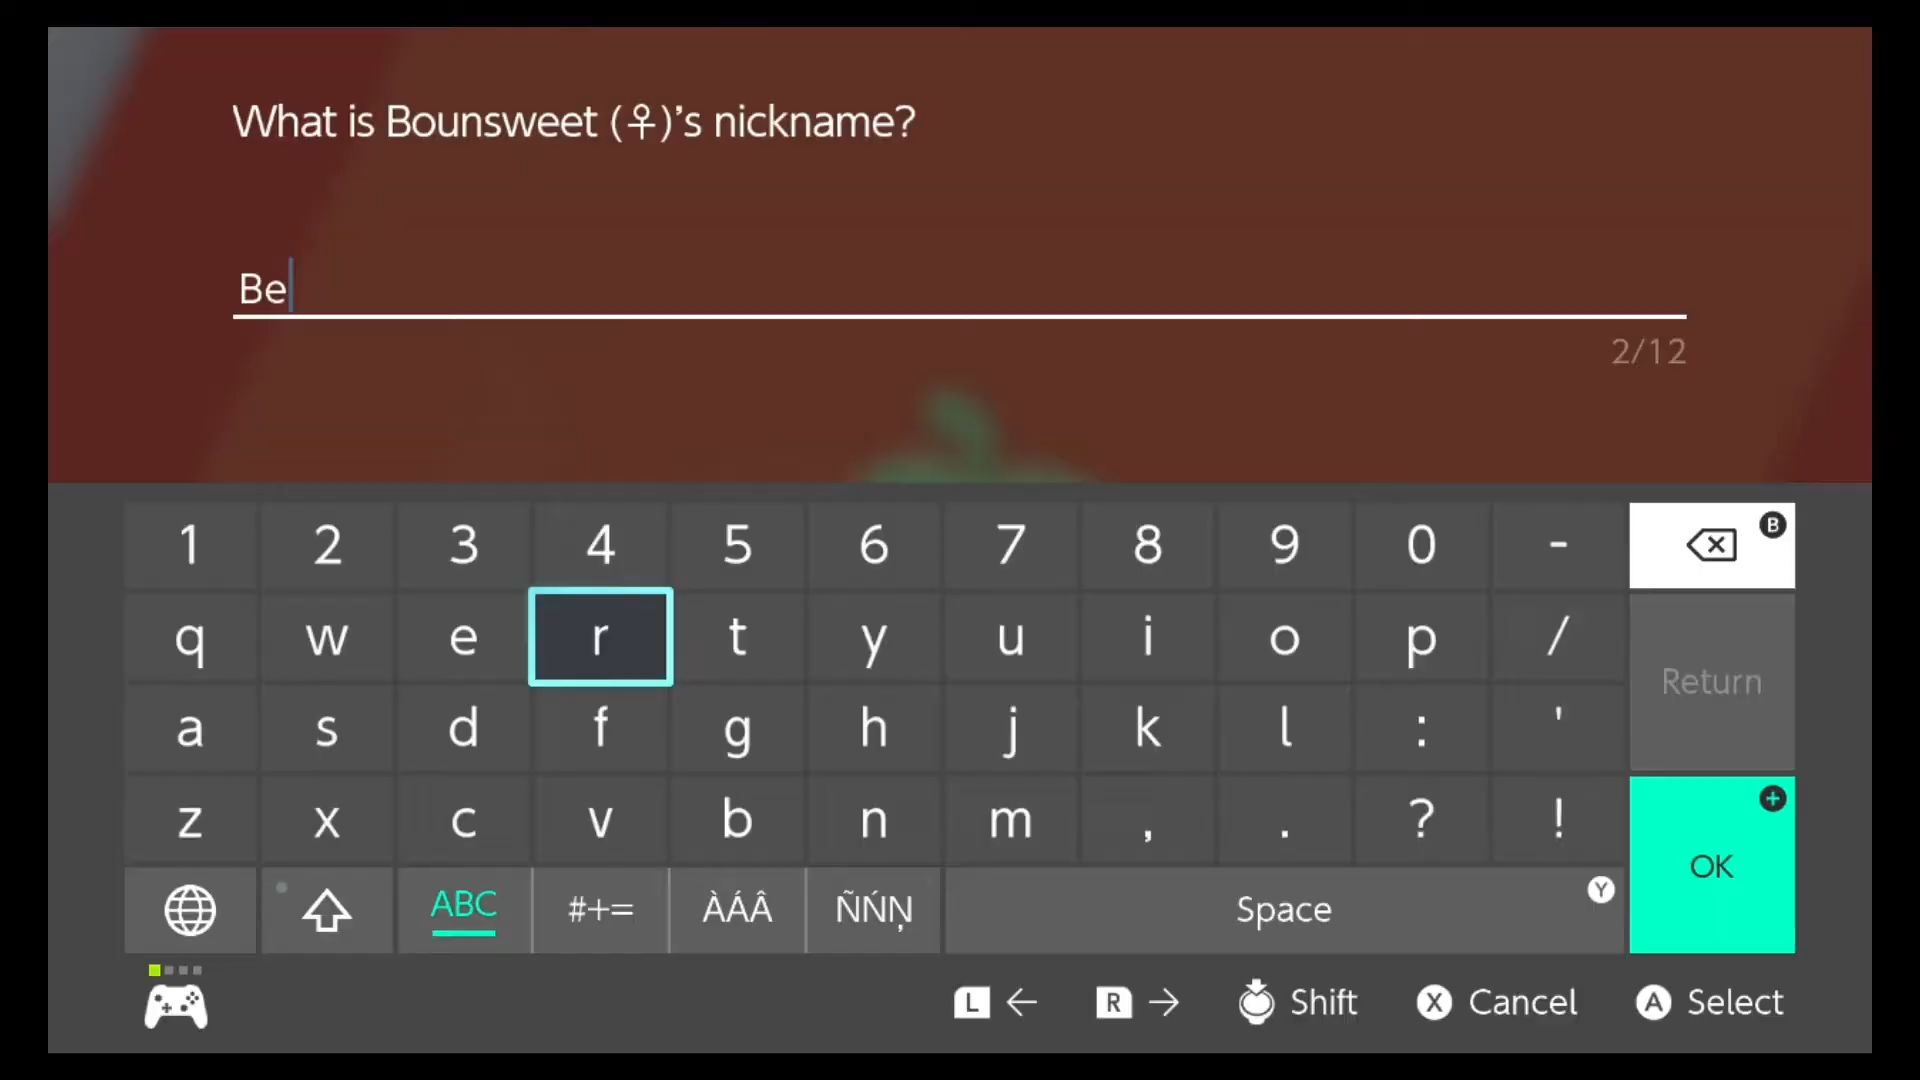 What is Bounsweet (♀)’s nickname?
Be
2/12
1 2 3 4 5 6 7 8 9 0 - B
q w e r t y u i o p /
Return
a s d f g h j k l : '
z x c v b n m , . ? ! +
OK
ABC #+= ÀÁÂ ÑŃŅ Space Y
L ← R → Shift X Cancel A Select